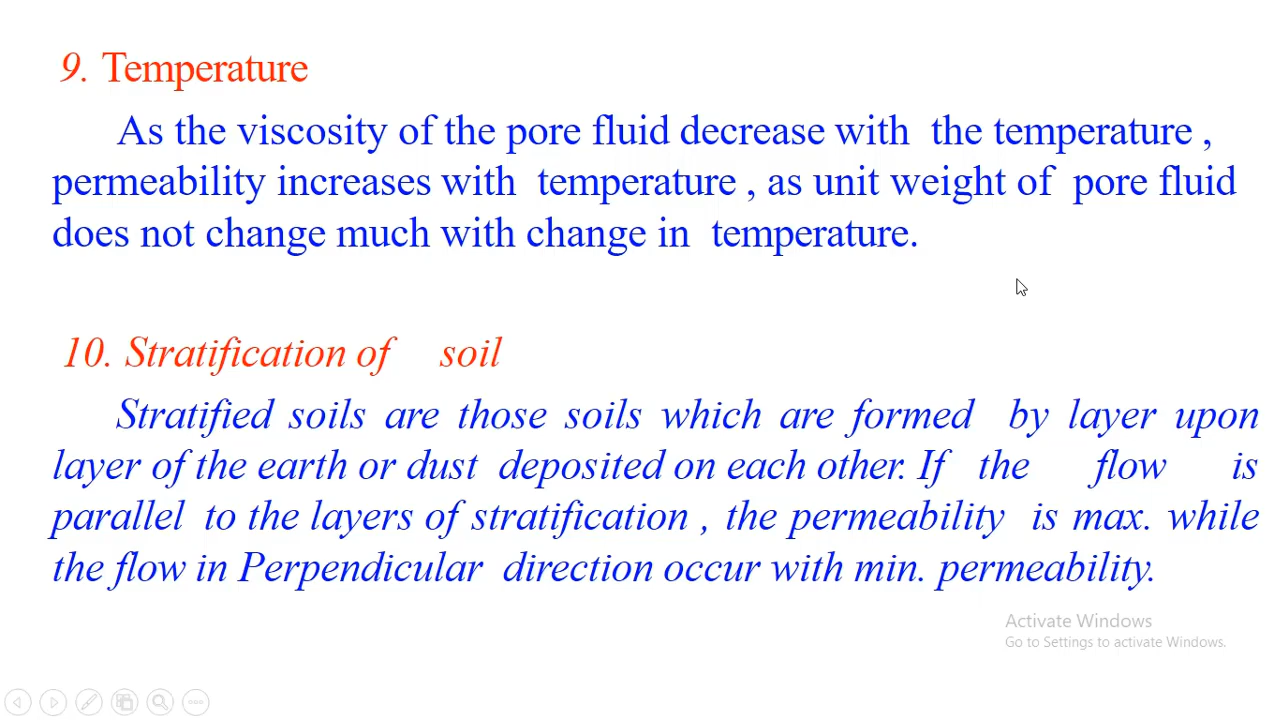 9. Temperature
As the viscosity of the pore fluid decrease with the temperature ,
permeability increases with temperature , as unit weight of pore fluid
does not change much with change in temperature.
10. Stratification of soil
Stratified soils are those soils which are formed by layer upon
layer of the earth or dust deposited on each other. If the flow is
parallel to the layers of stratification , the permeability is max. while
the flow in Perpendicular direction occur with min. permeability.
Activate Windows
Go to Settings to activate Windows.